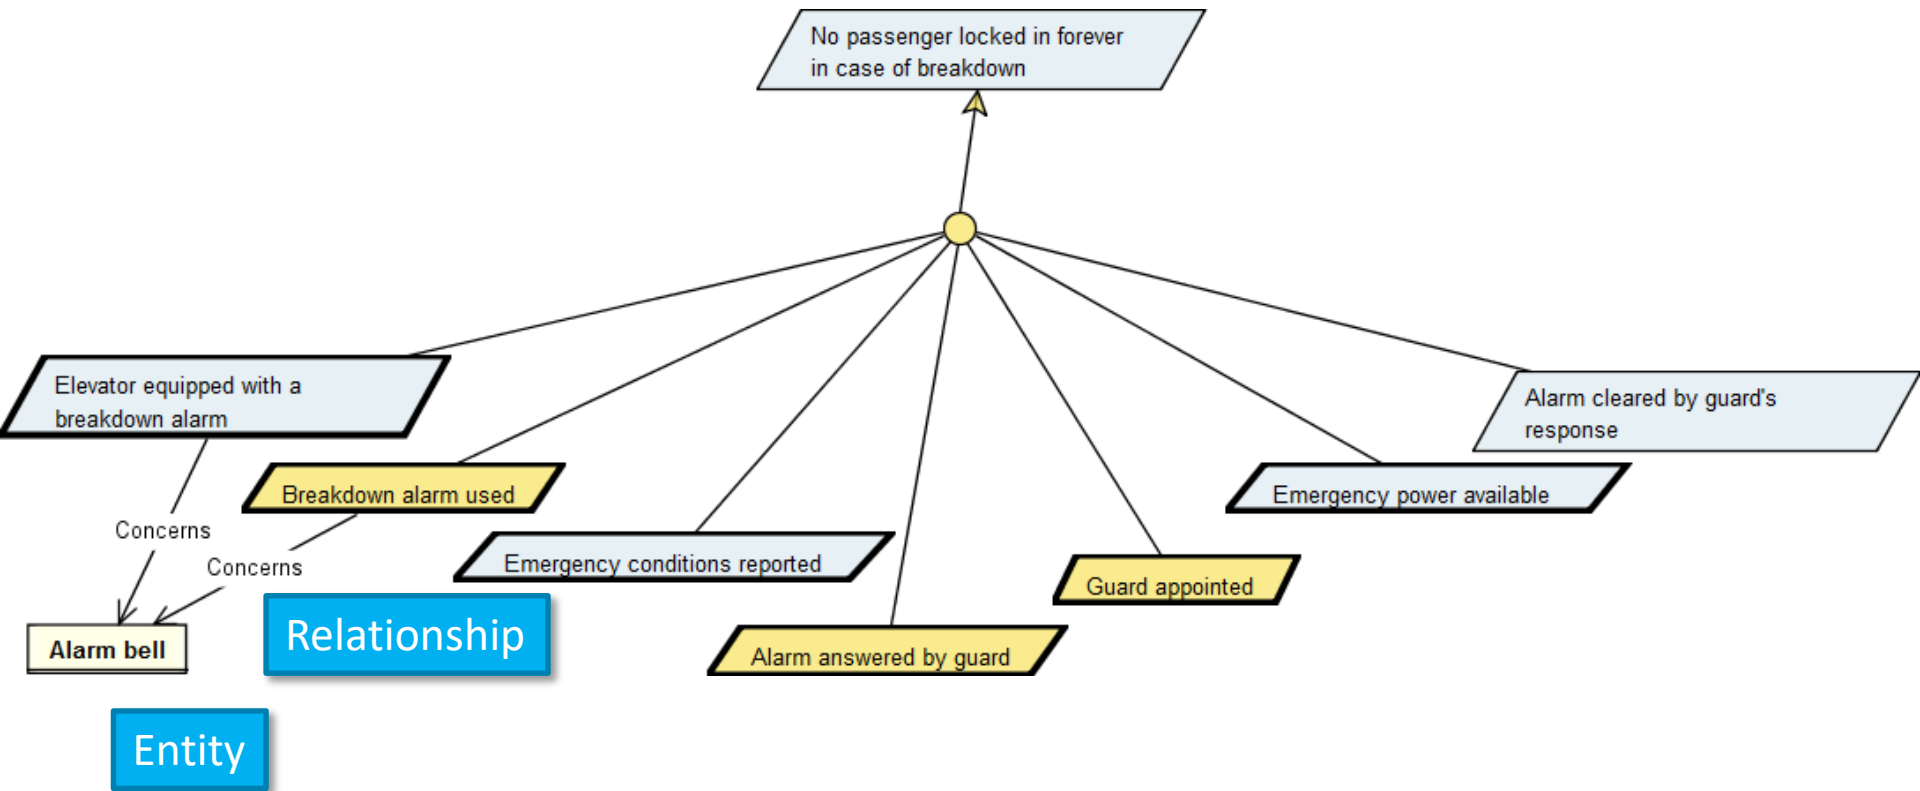 No passenger locked in forever
in case of breakdown
Elevator equipped with a
breakdown alarm
Alarm cleared by guard's
response
Breakdown alarm used
Emergency power available
Concerns
Emergency conditions reported
Concerns
Guard appointed
Relationship
Alarm bell
Alarm answered by guard
Entity